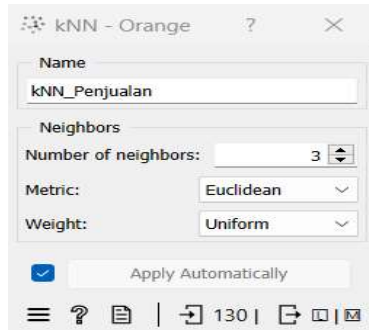 kNN - Orange ? ×
Name
kNN_Penjualan
Neighbors
Number of neighbors: 3
Metric: Euclidean
Weight: Uniform
Apply Automatically
? 130 | L | M